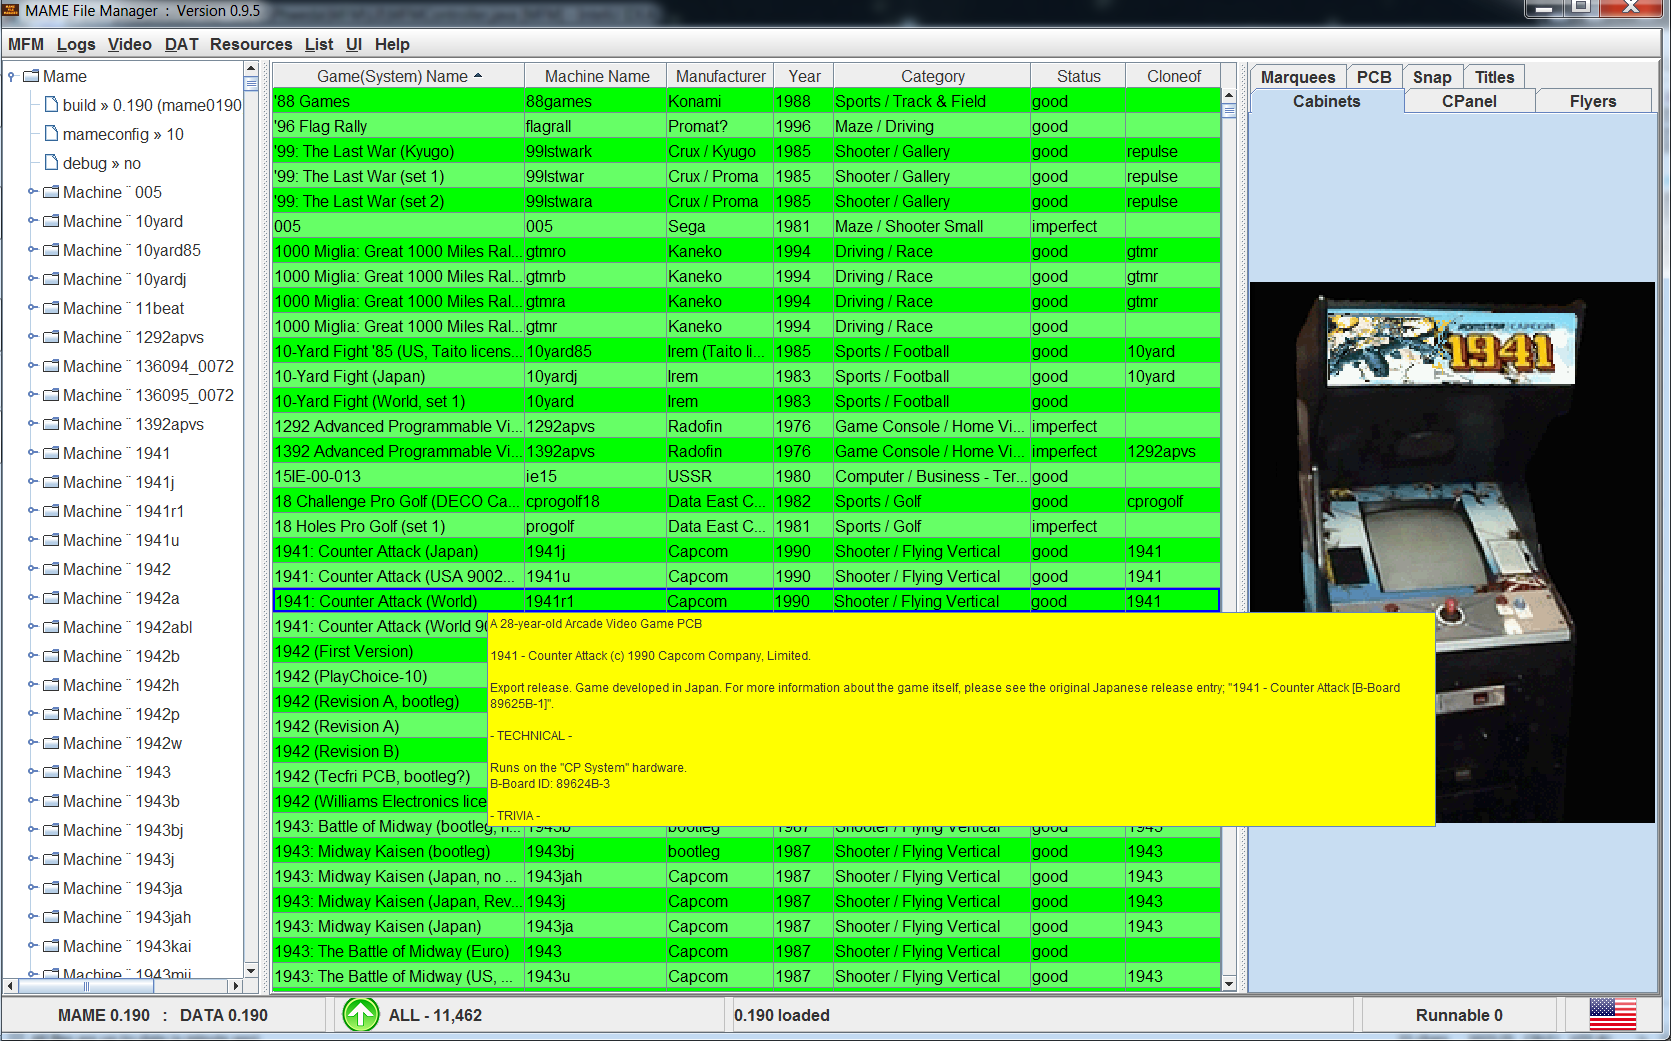 MAME File Manager : Version 0.9.5
MFM Logs Video DAT Resources List UI Help
Mame
build » 0.190 (mame0190
mameconfig » 10
debug » no
Machine ¨ 005
Machine ¨ 10yard
Machine ¨ 10yard85
Machine ¨ 10yardj
Machine ¨ 11beat
Machine ¨ 1292apvs
Machine ¨ 136094_0072
Machine ¨ 136095_0072
Machine ¨ 1392apvs
Machine ¨ 1941
Machine ¨ 1941j
Machine ¨ 1941r1
Machine ¨ 1941u
Machine ¨ 1942
Machine ¨ 1942a
Machine ¨ 1942abl
Machine ¨ 1942b
Machine ¨ 1942h
Machine ¨ 1942p
Machine ¨ 1942w
Machine ¨ 1943
Machine ¨ 1943b
Machine ¨ 1943bj
Machine ¨ 1943j
Machine ¨ 1943ja
Machine ¨ 1943jah
Machine ¨ 1943kai
Machine ¨ 1943mii
Game(System) Name Machine Name Manufacturer Year Category Status Cloneof
'88 Games 88games Konami 1988 Sports / Track & Field good
'96 Flag Rally flagrall Promat? 1996 Maze / Driving good
'99: The Last War (Kyugo) 99lstwark Crux / Kyugo 1985 Shooter / Gallery good repulse
'99: The Last War (set 1) 99lstwar Crux / Proma 1985 Shooter / Gallery good repulse
'99: The Last War (set 2) 99lstwara Crux / Proma 1985 Shooter / Gallery good repulse
005 005 Sega 1981 Maze / Shooter Small imperfect
1000 Miglia: Great 1000 Miles Ral... gtmro Kaneko 1994 Driving / Race good gtmr
1000 Miglia: Great 1000 Miles Ral... gtmrb Kaneko 1994 Driving / Race good gtmr
1000 Miglia: Great 1000 Miles Ral... gtmra Kaneko 1994 Driving / Race good gtmr
1000 Miglia: Great 1000 Miles Ral... gtmr Kaneko 1994 Driving / Race good
10-Yard Fight '85 (US, Taito licens... 10yard85 Irem (Taito li... 1985 Sports / Football good 10yard
10-Yard Fight (Japan) 10yardj Irem 1983 Sports / Football good 10yard
10-Yard Fight (World, set 1) 10yard Irem 1983 Sports / Football good
1292 Advanced Programmable Vi... 1292apvs Radofin 1976 Game Console / Home Vi... imperfect
1392 Advanced Programmable Vi... 1392apvs Radofin 1976 Game Console / Home Vi... imperfect 1292apvs
15IE-00-013 ie15 USSR 1980 Computer / Business - Ter... good
18 Challenge Pro Golf (DECO Ca... cprogolf18 Data East C... 1982 Sports / Golf good cprogolf
18 Holes Pro Golf (set 1) progolf Data East C... 1981 Sports / Golf imperfect
1941: Counter Attack (Japan) 1941j Capcom 1990 Shooter / Flying Vertical good 1941
1941: Counter Attack (USA 9002... 1941u Capcom 1990 Shooter / Flying Vertical good 1941
1941: Counter Attack (World) 1941r1 Capcom 1990 Shooter / Flying Vertical good 1941
1941: Counter Attack (World 90
1942 (First Version)
1942 (PlayChoice-10)
1942 (Revision A, bootleg)
1942 (Revision A)
1942 (Revision B)
1942 (Tecfri PCB, bootleg?)
1942 (Williams Electronics lice
1943: Battle of Midway (bootleg, h... 1943b bootleg 1987 Shooter / Flying Vertical good 1943
1943: Midway Kaisen (bootleg) 1943bj bootleg 1987 Shooter / Flying Vertical good 1943
1943: Midway Kaisen (Japan, no ... 1943jah Capcom 1987 Shooter / Flying Vertical good 1943
1943: Midway Kaisen (Japan, Rev... 1943j Capcom 1987 Shooter / Flying Vertical good 1943
1943: Midway Kaisen (Japan) 1943ja Capcom 1987 Shooter / Flying Vertical good 1943
1943: The Battle of Midway (Euro) 1943 Capcom 1987 Shooter / Flying Vertical good
1943: The Battle of Midway (US, ... 1943u Capcom 1987 Shooter / Flying Vertical good 1943
A 28-year-old Arcade Video Game PCB
1941 - Counter Attack (c) 1990 Capcom Company, Limited.
Export release. Game developed in Japan. For more information about the game itself, please see the original Japanese release entry; "1941 - Counter Attack [B-Board
89625B-1]".
- TECHNICAL -
Runs on the "CP System" hardware.
B-Board ID: 89624B-3
- TRIVIA -
Marquees PCB Snap Titles
Cabinets CPanel Flyers
1941
MAME 0.190 : DATA 0.190
ALL - 11,462
0.190 loaded
Runnable 0